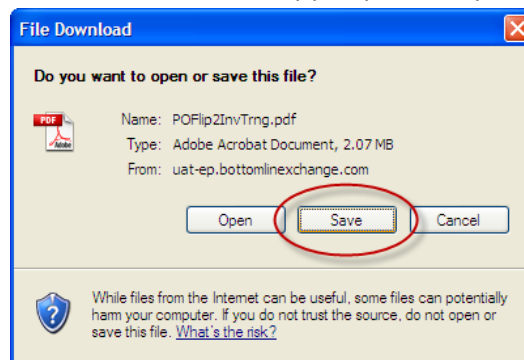 File Download
Do you want to open or save this file?
PDF
Adobe
Name: POFlip2InvTrng.pdf
Type: Adobe Acrobat Document, 2.07 MB
From: uat-ep.bottomlinexchange.com
Open Save Cancel
While files from the Internet can be useful, some files can potentially
harm your computer. If you do not trust the source, do not open or
save this file. What's the risk?